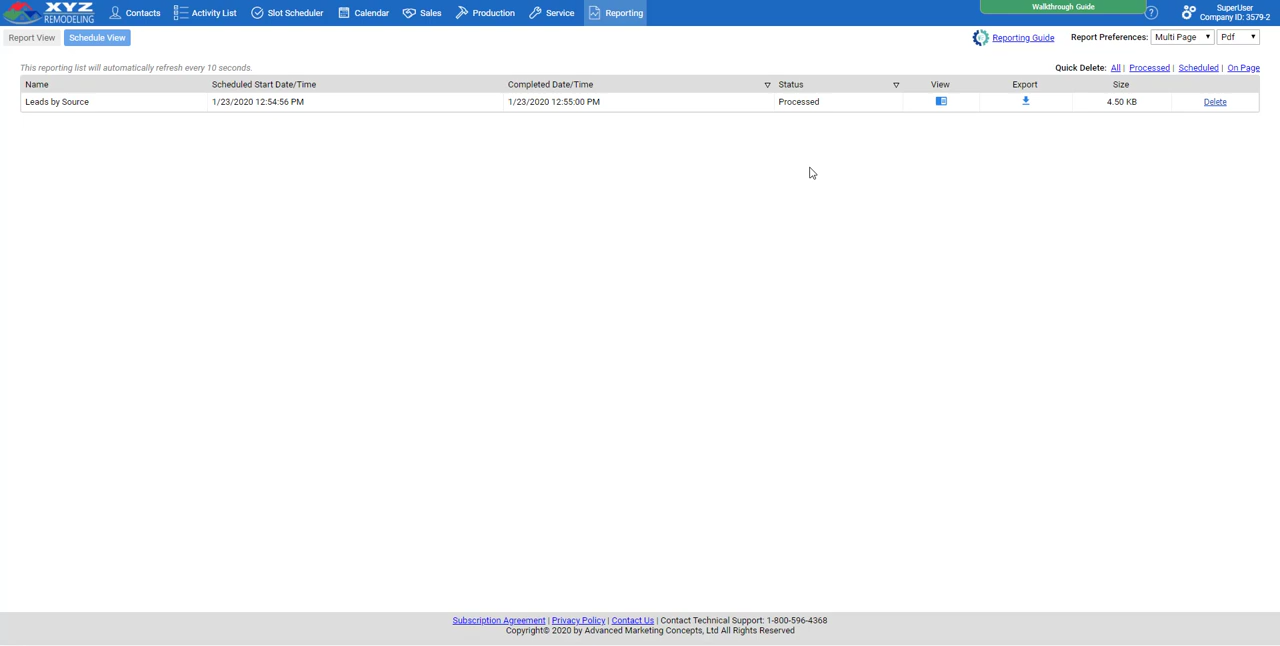 XYZ REMODELING Contacts Activity List Slot Scheduler Calendar Sales Production Service Reporting Walkthrough Guide ? SuperUser
Company ID: 3579-2
Report View Schedule View Reporting Guide Report Preferences: Multi Page Pdf
This reporting list will automatically refresh every 10 seconds. Quick Delete: All | Processed | Scheduled | On Page
Name Scheduled Start Date/Time Completed Date/Time Status View Export Size
Leads by Source 1/23/2020 12:54:56 PM 1/23/2020 12:55:00 PM Processed 4.50 KB Delete
Subscription Agreement | Privacy Policy | Contact Us | Contact Technical Support: 1-800-596-4368
Copyright© 2020 by Advanced Marketing Concepts, Ltd All Rights Reserved